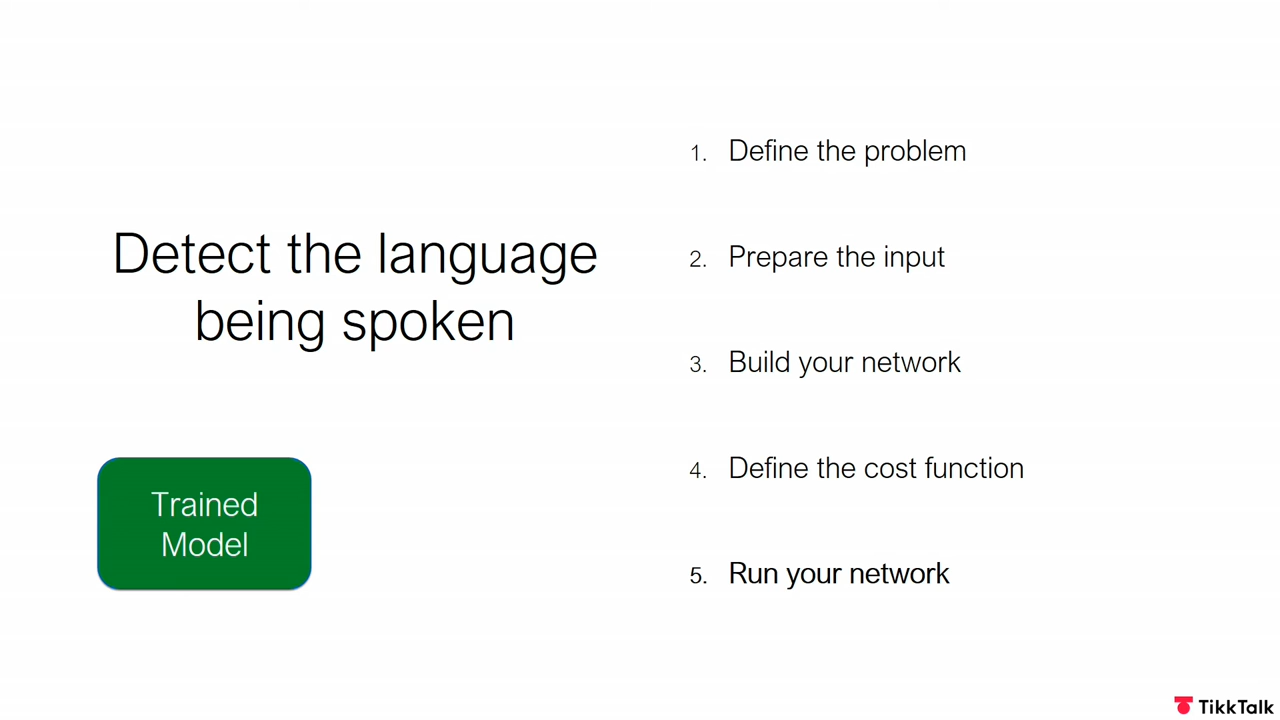 Detect the language
being spoken
Trained
Model
1. Define the problem
2. Prepare the input
3. Build your network
4. Define the cost function
5. Run your network
TikkTalk